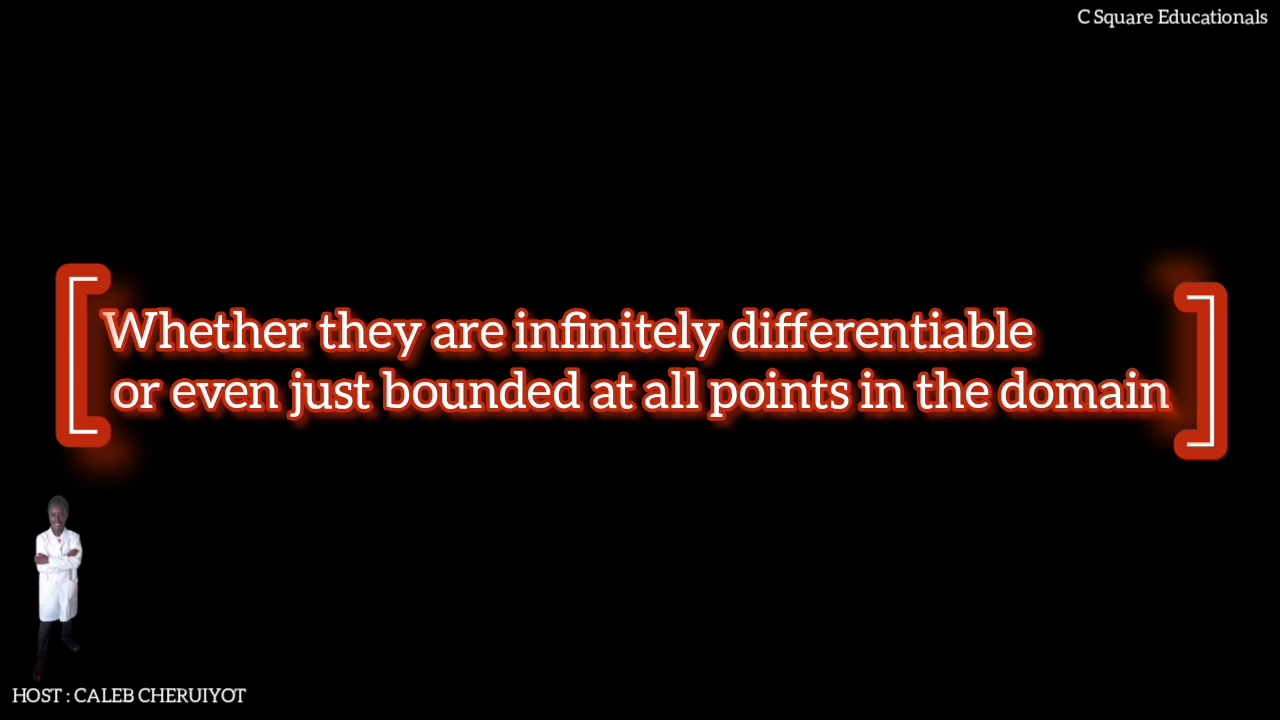 C Square Educationals
Whether they are infinitely differentiable
or even just bounded at all points in the domain
HOST : CALEB CHERUIYOT